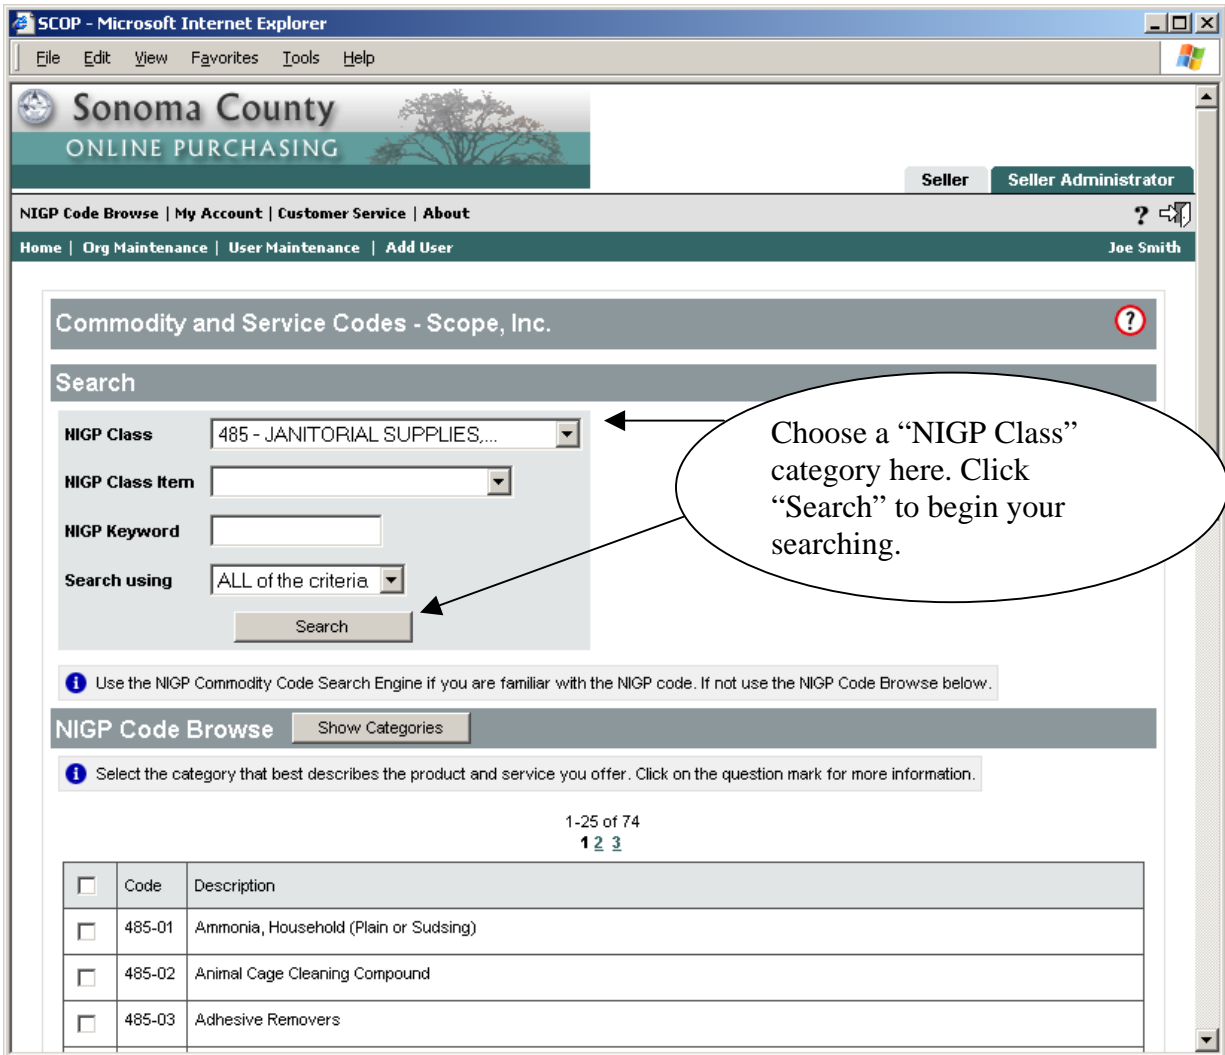 SCOP - Microsoft Internet Explorer
File Edit View Favorites Tools Help
Sonoma County
ONLINE PURCHASING
Seller Seller Administrator
NIGP Code Browse | My Account | Customer Service | About ?
Home | Org Maintenance | User Maintenance | Add User Joe Smith
Commodity and Service Codes - Scope, Inc. ?
Search
NIGP Class 485 - JANITORIAL SUPPLIES,...
NIGP Class Item
NIGP Keyword
Search using ALL of the criteria
Search
Choose a “NIGP Class”
category here. Click
“Search” to begin your
searching.
Use the NIGP Commodity Code Search Engine if you are familiar with the NIGP code. If not use the NIGP Code Browse below.
NIGP Code Browse Show Categories
Select the category that best describes the product and service you offer. Click on the question mark for more information.
1-25 of 74
1 2 3
Code Description
485-01 Ammonia, Household (Plain or Sudsing)
485-02 Animal Cage Cleaning Compound
485-03 Adhesive Removers